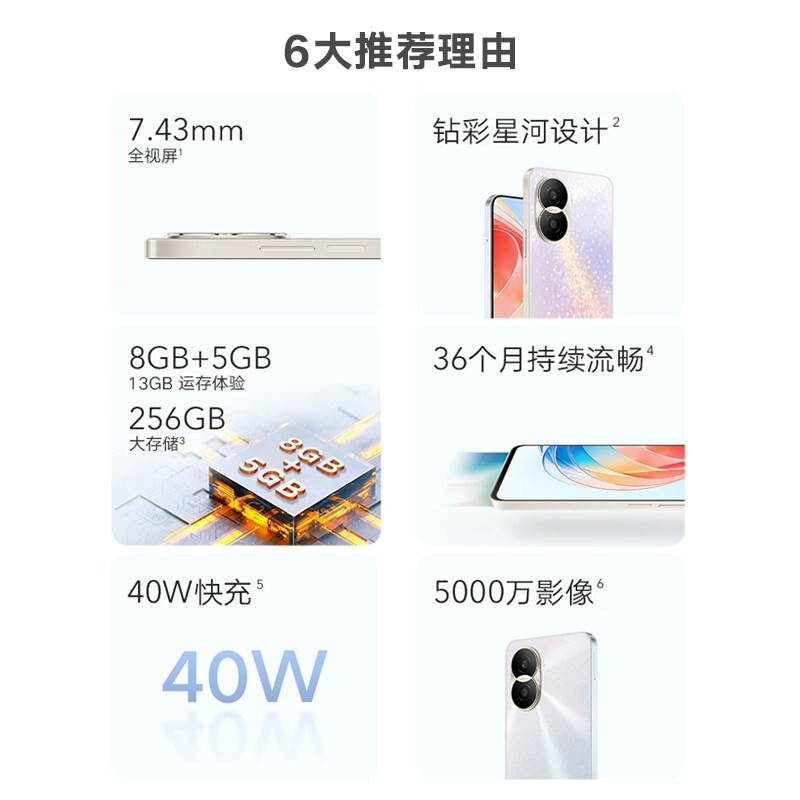 6大推荐理由
7.43mm
全视屏1
钻彩星河设计2
8GB+5GB
13GB 运存体验
256GB
大存储3
8GB
+
5GB
36个月持续流畅4
40W快充5
40W
5000万影像6